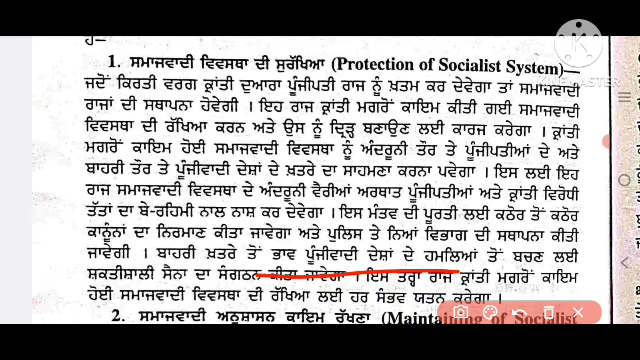 ਹੈ—
1. ਸਮਾਜਵਾਦੀ ਵਿਵਸਥਾ ਦੀ ਸੁਰੱਖਿਆ (Protection of Socialist System)—
ਜਦੋਂ ਕਿਰਤੀ ਵਰਗ ਕ੍ਰਾਂਤੀ ਦੁਆਰਾ ਪੂੰਜੀਪਤੀ ਰਾਜ ਨੂੰ ਖ਼ਤਮ ਕਰ ਦੇਵੇਗਾ ਤਾਂ ਸਮਾਜਵਾਦੀ
ਰਾਜਾਂ ਦੀ ਸਥਾਪਨਾ ਹੋਵੇਗੀ । ਇਹ ਰਾਜ ਕ੍ਰਾਂਤੀ ਮਗਰੋਂ ਕਾਇਮ ਕੀਤੀ ਗਈ ਸਮਾਜਵਾਦੀ
ਵਿਵਸਥਾ ਦੀ ਰੱਖਿਆ ਕਰਨ ਅਤੇ ਉਸ ਨੂੰ ਦ੍ਰਿੜ੍ਹ ਬਣਾਉਣ ਲਈ ਕਾਰਜ ਕਰੇਗਾ । ਕ੍ਰਾਂਤੀ
ਮਗਰੋਂ ਕਾਇਮ ਹੋਈ ਸਮਾਜਵਾਦੀ ਵਿਵਸਥਾ ਨੂੰ ਅੰਦਰੂਨੀ ਤੌਰ ਤੇ ਪੂੰਜੀਪਤੀਆਂ ਦੇ ਅਤੇ
ਬਾਹਰੀ ਤੌਰ ਤੇ ਪੂੰਜੀਵਾਦੀ ਦੇਸ਼ਾਂ ਦੇ ਖ਼ਤਰੇ ਦਾ ਸਾਹਮਣਾ ਕਰਨਾ ਪਵੇਗਾ । ਇਸ ਲਈ ਇਹ
ਰਾਜ ਸਮਾਜਵਾਦੀ ਵਿਵਸਥਾ ਦੇ ਅੰਦਰੂਨੀ ਵੈਰੀਆਂ ਅਰਥਾਤ ਪੂੰਜੀਪਤੀਆਂ ਅਤੇ ਕ੍ਰਾਂਤੀ ਵਿਰੋਧੀ
ਤੱਤਾਂ ਦਾ ਬੇ-ਰਹਿਮੀ ਨਾਲ ਨਾਸ਼ ਕਰ ਦੇਵੇਗਾ । ਇਸ ਮੰਤਵ ਦੀ ਪੂਰਤੀ ਲਈ ਕਠੋਰ ਤੋਂ ਕਠੋਰ
ਕਾਨੂੰਨਾਂ ਦਾ ਨਿਰਮਾਣ ਕੀਤਾ ਜਾਵੇਗਾ ਅਤੇ ਪੁਲਿਸ ਤੇ ਨਿਆਂ ਵਿਭਾਗ ਦੀ ਸਥਾਪਨਾ ਕੀਤੀ
ਜਾਵੇਗੀ । ਬਾਹਰੀ ਖ਼ਤਰੇ ਤੋਂ ਭਾਵ ਪੂੰਜੀਵਾਦੀ ਦੇਸ਼ਾਂ ਦੇ ਹਮਲਿਆਂ ਤੋਂ ਬਚਣ ਲਈ
ਸ਼ਕਤੀਸ਼ਾਲੀ ਸੈਨਾ ਦਾ ਸੰਗਠਨ ਕੀਤਾ ਜਾਵੇਗਾ । ਇਸ ਤਰ੍ਹਾਂ ਰਾਜ ਕ੍ਰਾਂਤੀ ਮਗਰੋਂ ਕਾਇਮ
ਹੋਈ ਸਮਾਜਵਾਦੀ ਵਿਵਸਥਾ ਦੀ ਰੱਖਿਆ ਲਈ ਹਰ ਸੰਭਵ ਯਤਨ ਕਰੇਗਾ ।
2. ਸਮਾਜਵਾਦੀ ਅਨੁਸ਼ਾਸਨ ਕਾਇਮ ਰੱਖਣਾ (Maintaining of Socialist
KINEMASTER